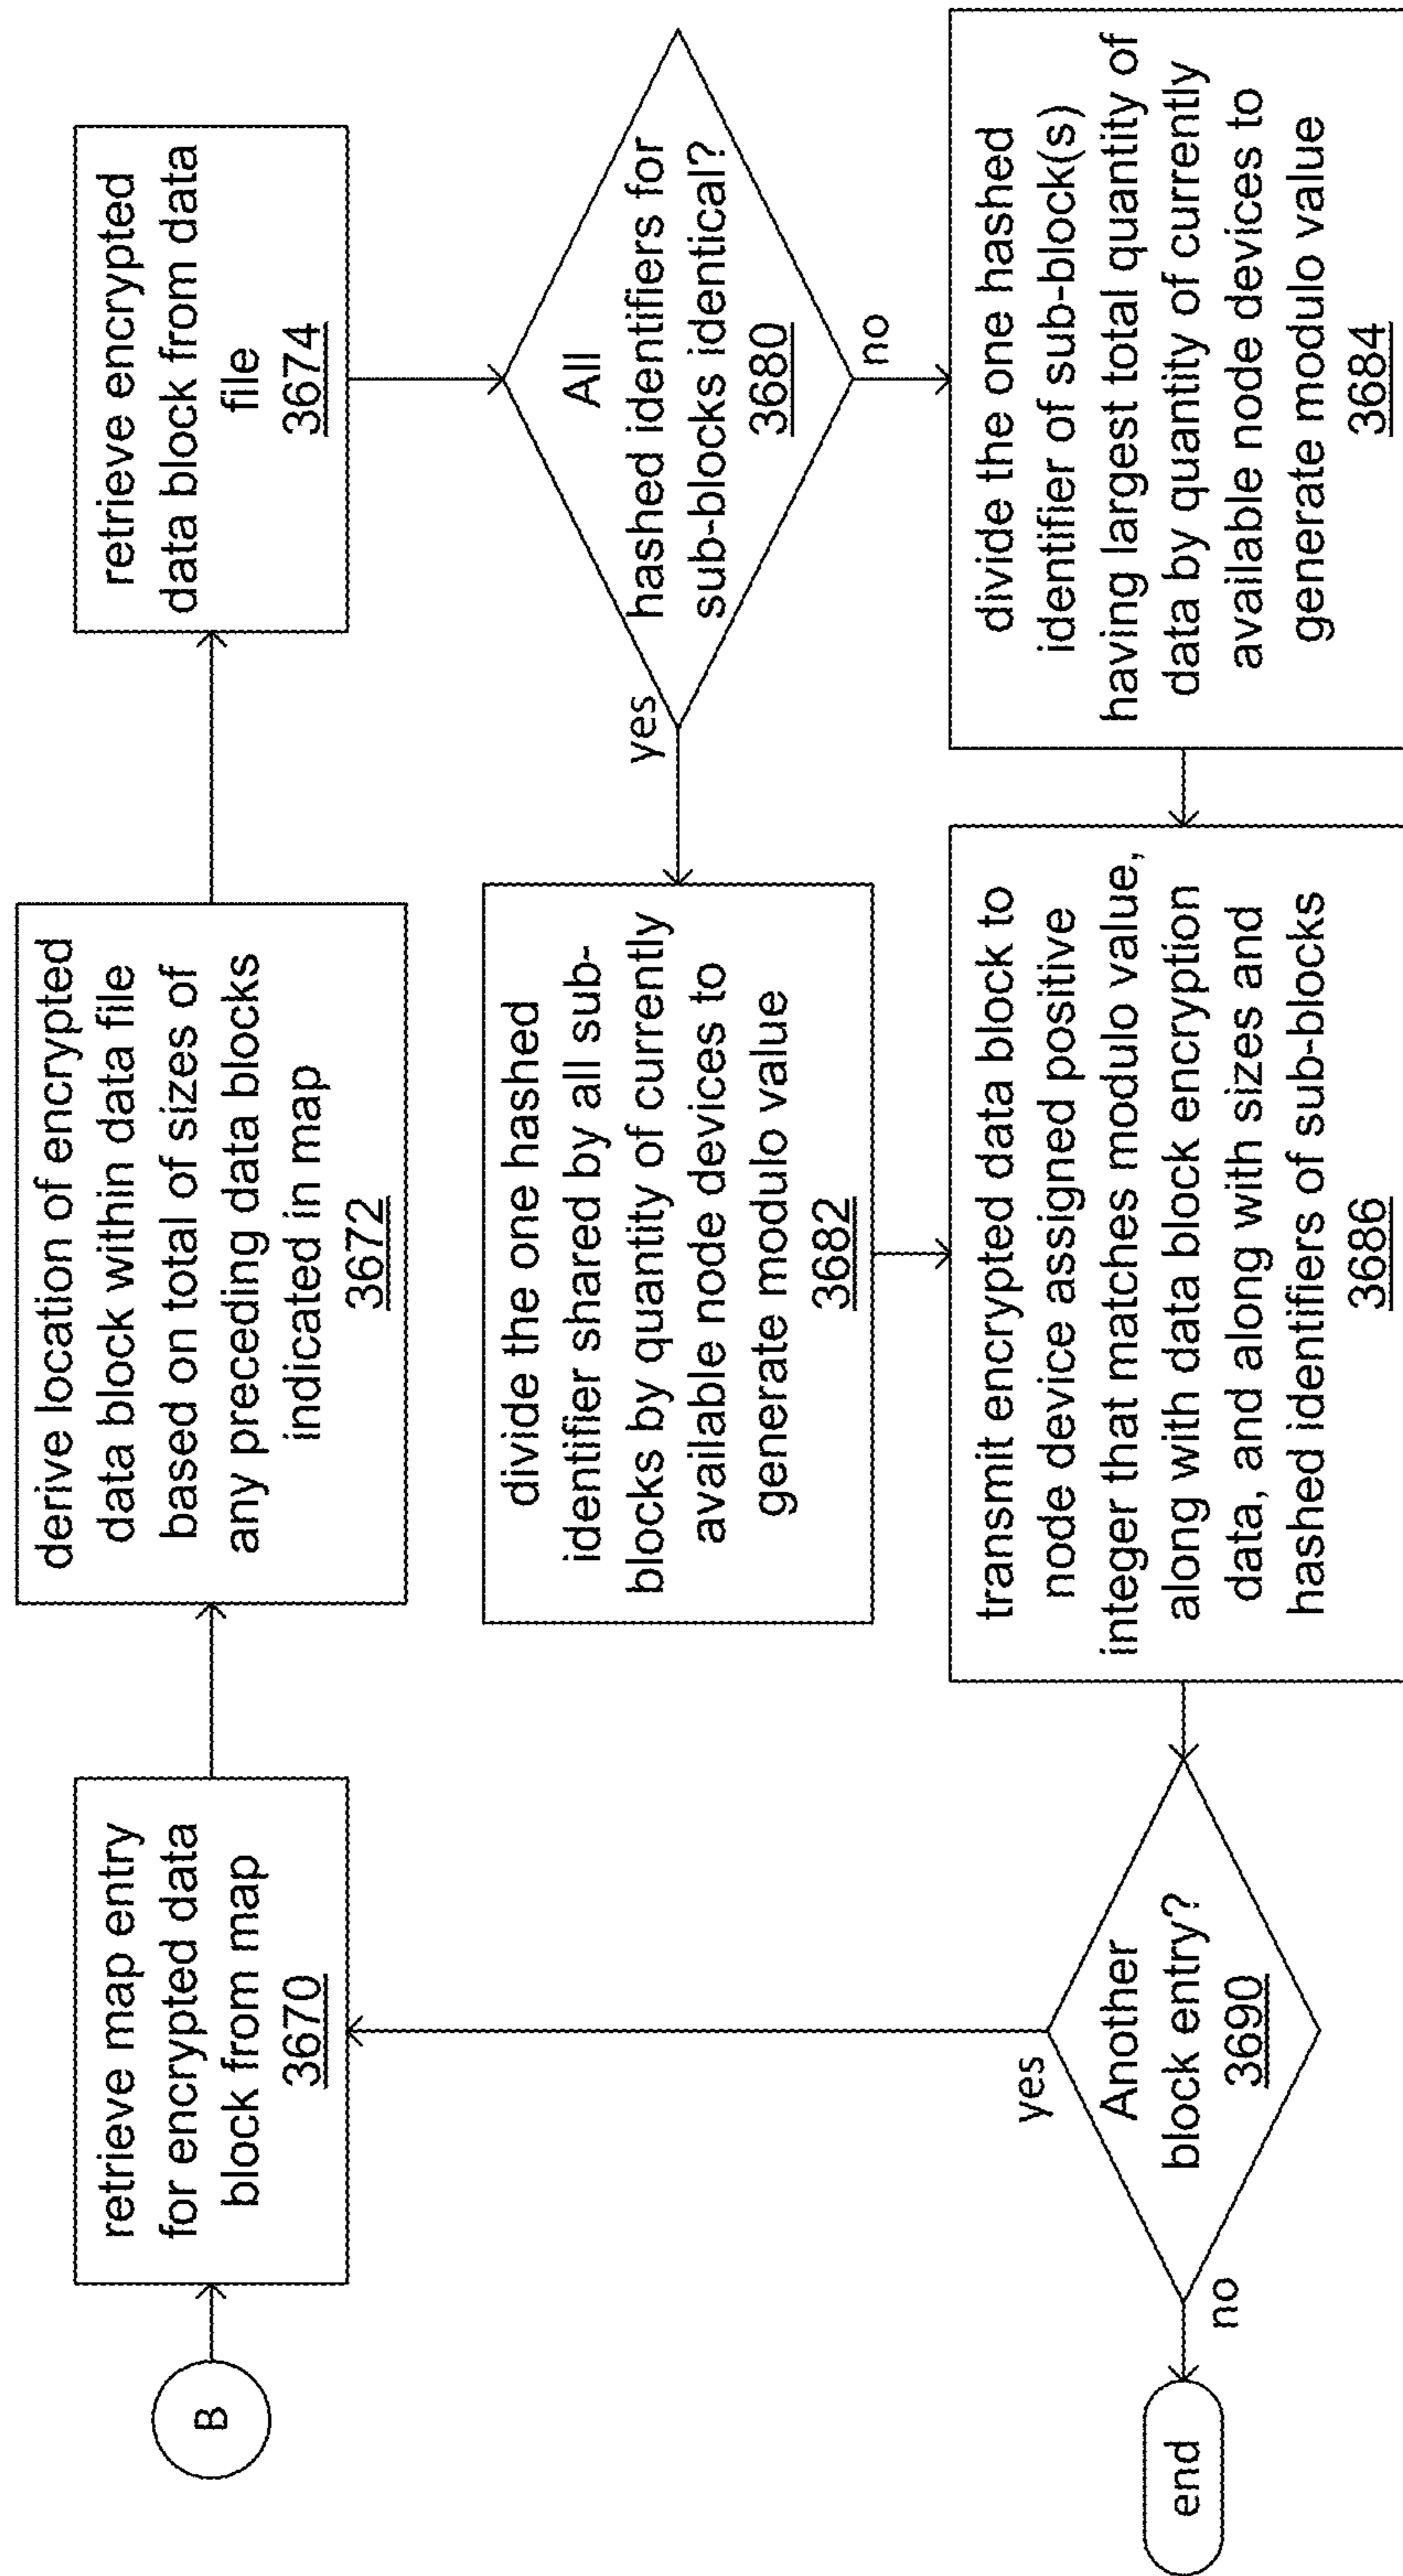 B
retrieve map entry
for encrypted data
block from map
3670
derive location of encrypted
data block within data file
based on total of sizes of
any preceding data blocks
indicated in map
3672
retrieve encrypted
data block from data
file
3674
All
hashed identifiers for
sub-blocks identical?
3680
yes
no
divide the one hashed
identifier shared by all sub-
blocks by quantity of currently
available node devices to
generate modulo value
3682
divide the one hashed
identifier of sub-block(s)
having largest total quantity of
data by quantity of currently
available node devices to
generate modulo value
3684
transmit encrypted data block to
node device assigned positive
integer that matches modulo value,
along with data block encryption
data, and along with sizes and
hashed identifiers of sub-blocks
3686
Another
block entry?
3690
yes
no
end